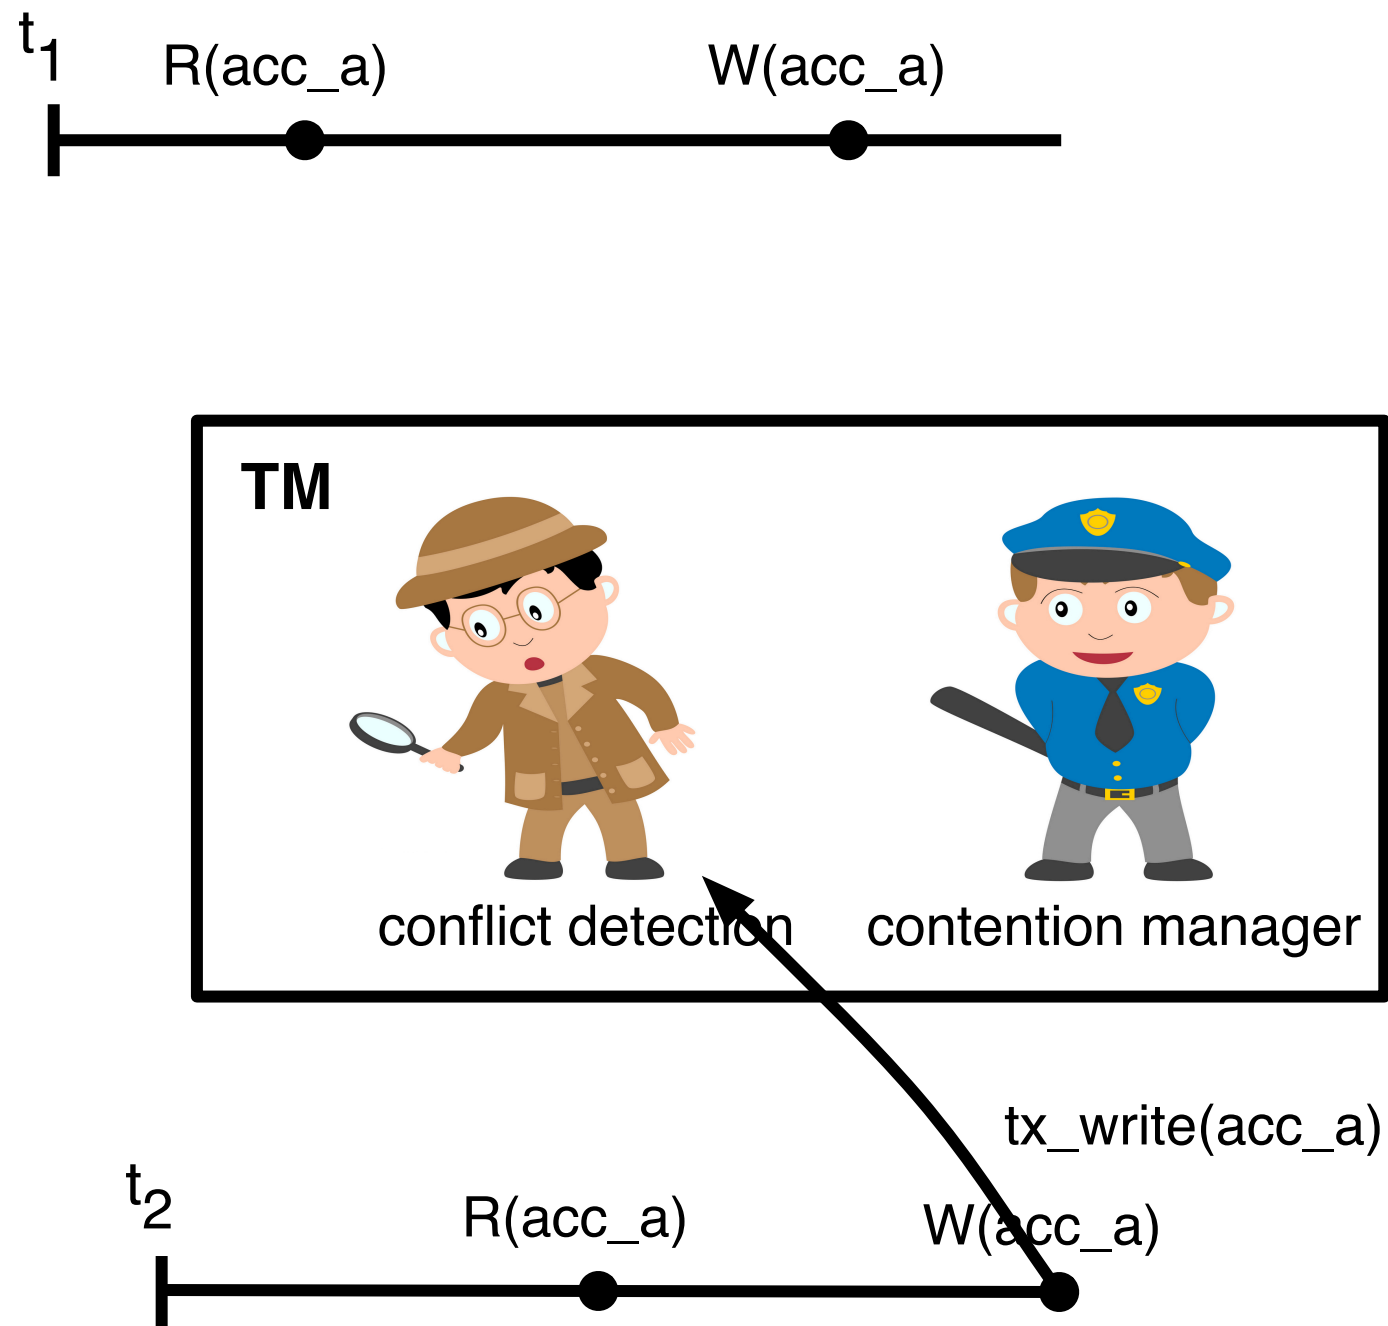 t1
R(acc_a) W(acc_a)
TM
conflict detection contention manager
tx_write(acc_a)
t2
R(acc_a) W(acc_a)